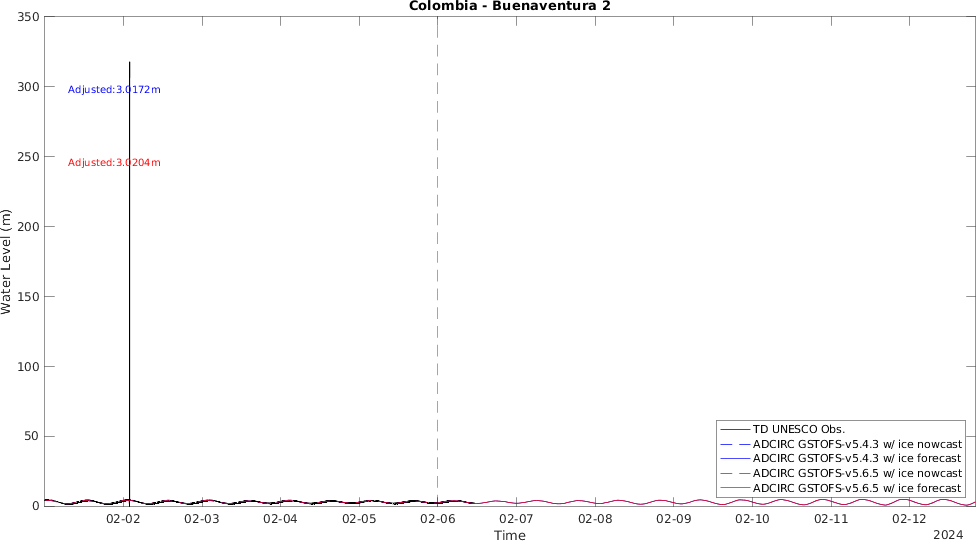 Colombia - Buenaventura 2
350
300
250
200
150
100
50
0
Water Level (m)
Adjusted:3.0172m
Adjusted:3.0204m
TD UNESCO Obs.
ADCIRC GSTOFS-v5.4.3 w/ ice nowcast
ADCIRC GSTOFS-v5.4.3 w/ ice forecast
ADCIRC GSTOFS-v5.6.5 w/ ice nowcast
ADCIRC GSTOFS-v5.6.5 w/ ice forecast
02-02 02-03 02-04 02-05 02-06 02-07 02-08 02-09 02-10 02-11 02-12
Time
2024